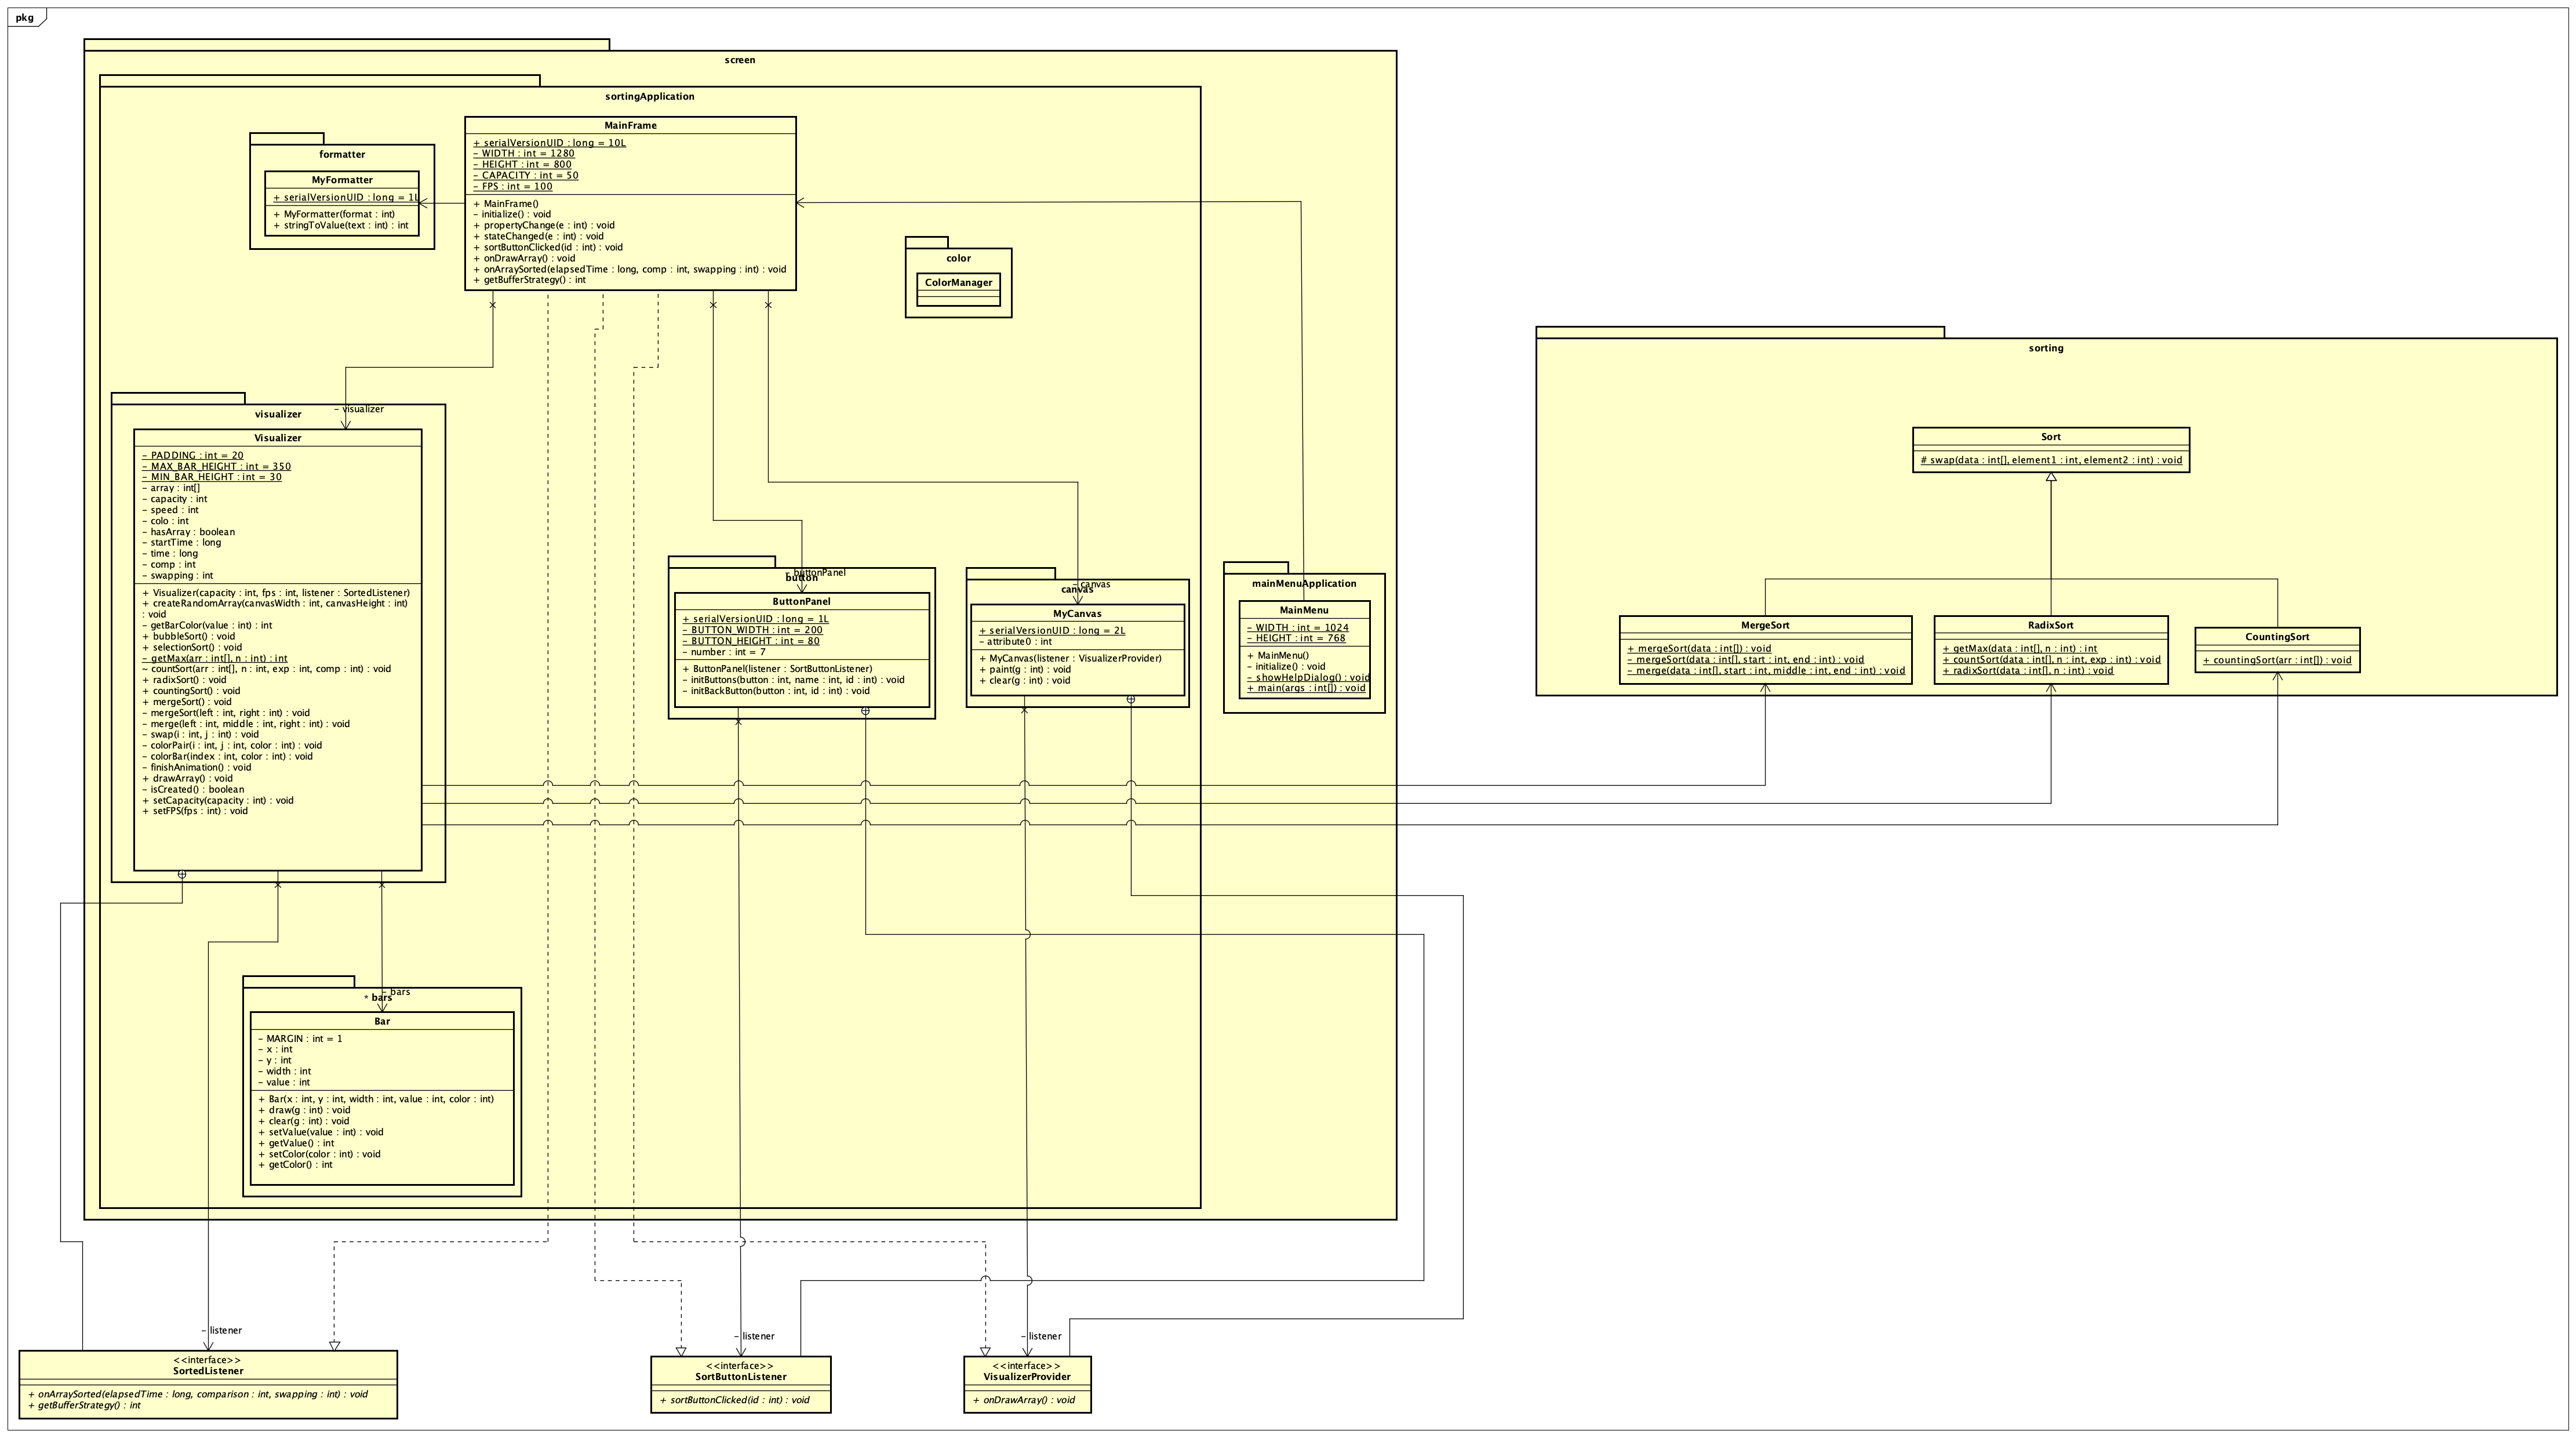 pkg
screen
sortingApplication
MainFrame
+ serialVersionUID : long = 10L
- WIDTH : int = 1280
- HEIGHT : int = 800
- CAPACITY : int = 50
- FPS : int = 100
+ MainFrame()
- initialize() : void
+ propertyChange(e : int) : void
+ stateChanged(e : int) : void
+ sortButtonClicked(id : int) : void
+ onDrawArray() : void
+ onArraySorted(elapsedTime : long, comp : int, swapping : int) : void
+ getBufferStrategy() : int
formatter
MyFormatter
+ serialVersionUID : long = 1L
+ MyFormatter(format : int)
+ stringToValue(text : int) : int
color
ColorManager
sorting
Sort
# swap(data : int[], element1 : int, element2 : int) : void
MergeSort
+ mergeSort(data : int[]) : void
- mergeSort(data : int[], start : int, end : int) : void
- merge(data : int[], start : int, middle : int, end : int) : void
RadixSort
+ getMax(data : int[], n : int) : int
+ countSort(data : int[], n : int, exp : int) : void
+ radixSort(data : int[], n : int) : void
CountingSort
+ countingSort(arr : int[]) : void
- visualizer
visualizer
Visualizer
- PADDING : int = 20
- MAX_BAR_HEIGHT : int = 350
- MIN_BAR_HEIGHT : int = 30
- array : int[]
- capacity : int
- speed : int
- colo : int
- hasArray : boolean
- startTime : long
- time : long
- comp : int
- swapping : int
+ Visualizer(capacity : int, fps : int, listener : SortedListener)
+ createRandomArray(canvasWidth : int, canvasHeight : int)
: void
- getBarColor(value : int) : int
+ bubbleSort() : void
+ selectionSort() : void
- getMax(arr : int[], n : int) : int
~ countSort(arr : int[], n : int, exp : int, comp : int) : void
+ radixSort() : void
+ countingSort() : void
+ mergeSort() : void
- mergeSort(left : int, right : int) : void
- merge(left : int, middle : int, right : int) : void
- swap(i : int, j : int) : void
- colorPair(i : int, j : int, color : int) : void
- colorBar(index : int, color : int) : void
- finishAnimation() : void
+ drawArray() : void
- isCreated() : boolean
+ setCapacity(capacity : int) : void
+ setFPS(fps : int) : void
- buttonPanel
button
ButtonPanel
+ serialVersionUID : long = 1L
- BUTTON_WIDTH : int = 200
- BUTTON_HEIGHT : int = 80
- number : int = 7
+ ButtonPanel(listener : SortButtonListener)
- initButtons(button : int, name : int, id : int) : void
- initBackButton(button : int, id : int) : void
- canvas
canvas
MyCanvas
+ serialVersionUID : long = 2L
- attribute0 : int
+ MyCanvas(listener : VisualizerProvider)
+ paint(g : int) : void
+ clear(g : int) : void
mainMenuApplication
MainMenu
- WIDTH : int = 1024
- HEIGHT : int = 768
+ MainMenu()
- initialize() : void
- showHelpDialog() : void
+ main(args : int[]) : void
- bars
* bars
Bar
- MARGIN : int = 1
- x : int
- y : int
- width : int
- value : int
+ Bar(x : int, y : int, width : int, value : int, color : int)
+ draw(g : int) : void
+ clear(g : int) : void
+ setValue(value : int) : void
+ getValue() : int
+ setColor(color : int) : void
+ getColor() : int
- listener
<<interface>>
SortedListener
+ onArraySorted(elapsedTime : long, comparison : int, swapping : int) : void
+ getBufferStrategy() : int
- listener
<<interface>>
SortButtonListener
+ sortButtonClicked(id : int) : void
- listener
<<interface>>
VisualizerProvider
+ onDrawArray() : void